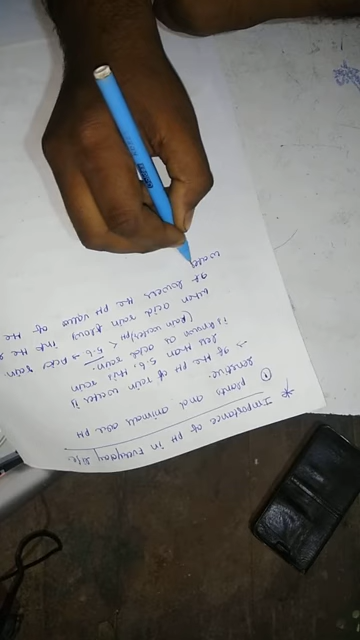 * Importance of pH in Everyday life
① Plants and animals are pH
sensitive.
→ If the pH of rain water is
less than 5.6, this rain
is known as acid rain.
(Rain water pH < 5.6 → Acid rain
when acid rain flows into the
It lowers the pH value of the
water